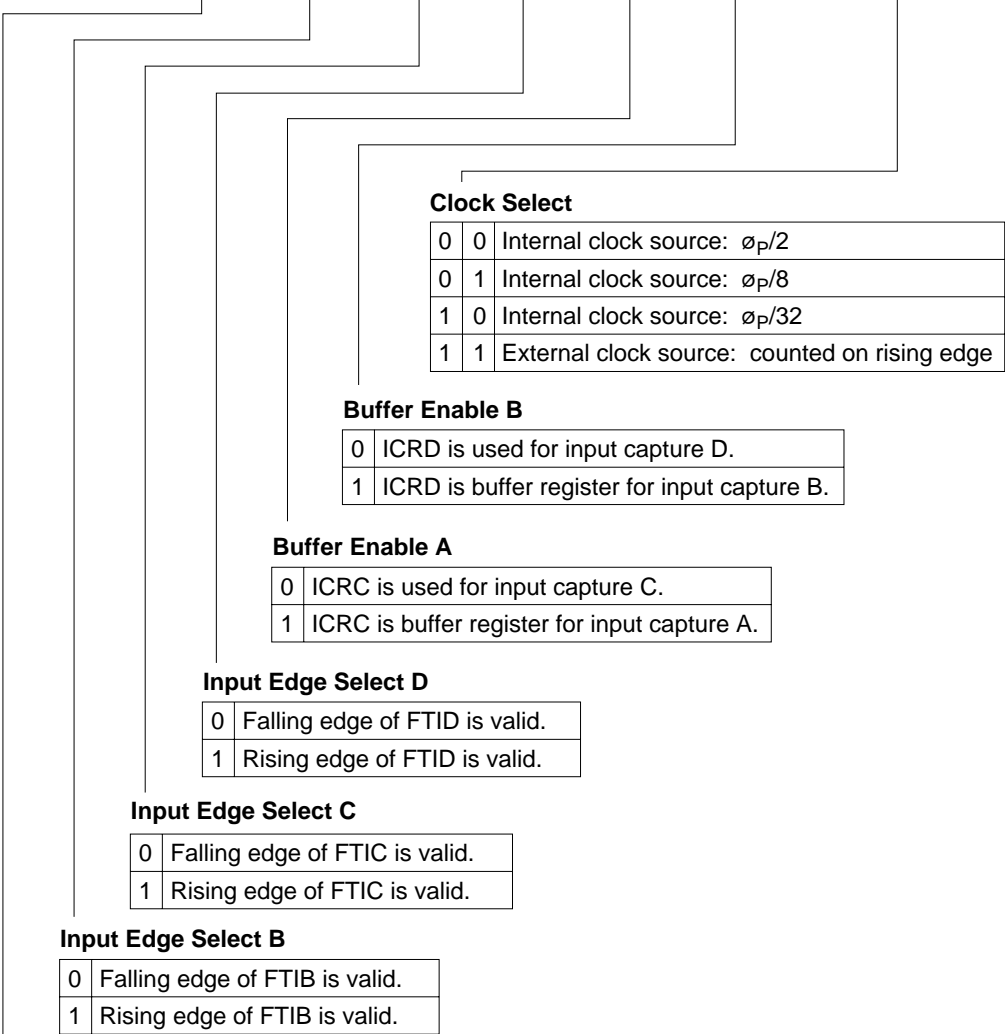 Clock Select
0 0 Internal clock source: øP/2
0 1 Internal clock source: øP/8
1 0 Internal clock source: øP/32
1 1 External clock source: counted on rising edge
Buffer Enable B
0 ICRD is used for input capture D.
1 ICRD is buffer register for input capture B.
Buffer Enable A
0 ICRC is used for input capture C.
1 ICRC is buffer register for input capture A.
Input Edge Select D
0 Falling edge of FTID is valid.
1 Rising edge of FTID is valid.
Input Edge Select C
0 Falling edge of FTIC is valid.
1 Rising edge of FTIC is valid.
Input Edge Select B
0 Falling edge of FTIB is valid.
1 Rising edge of FTIB is valid.